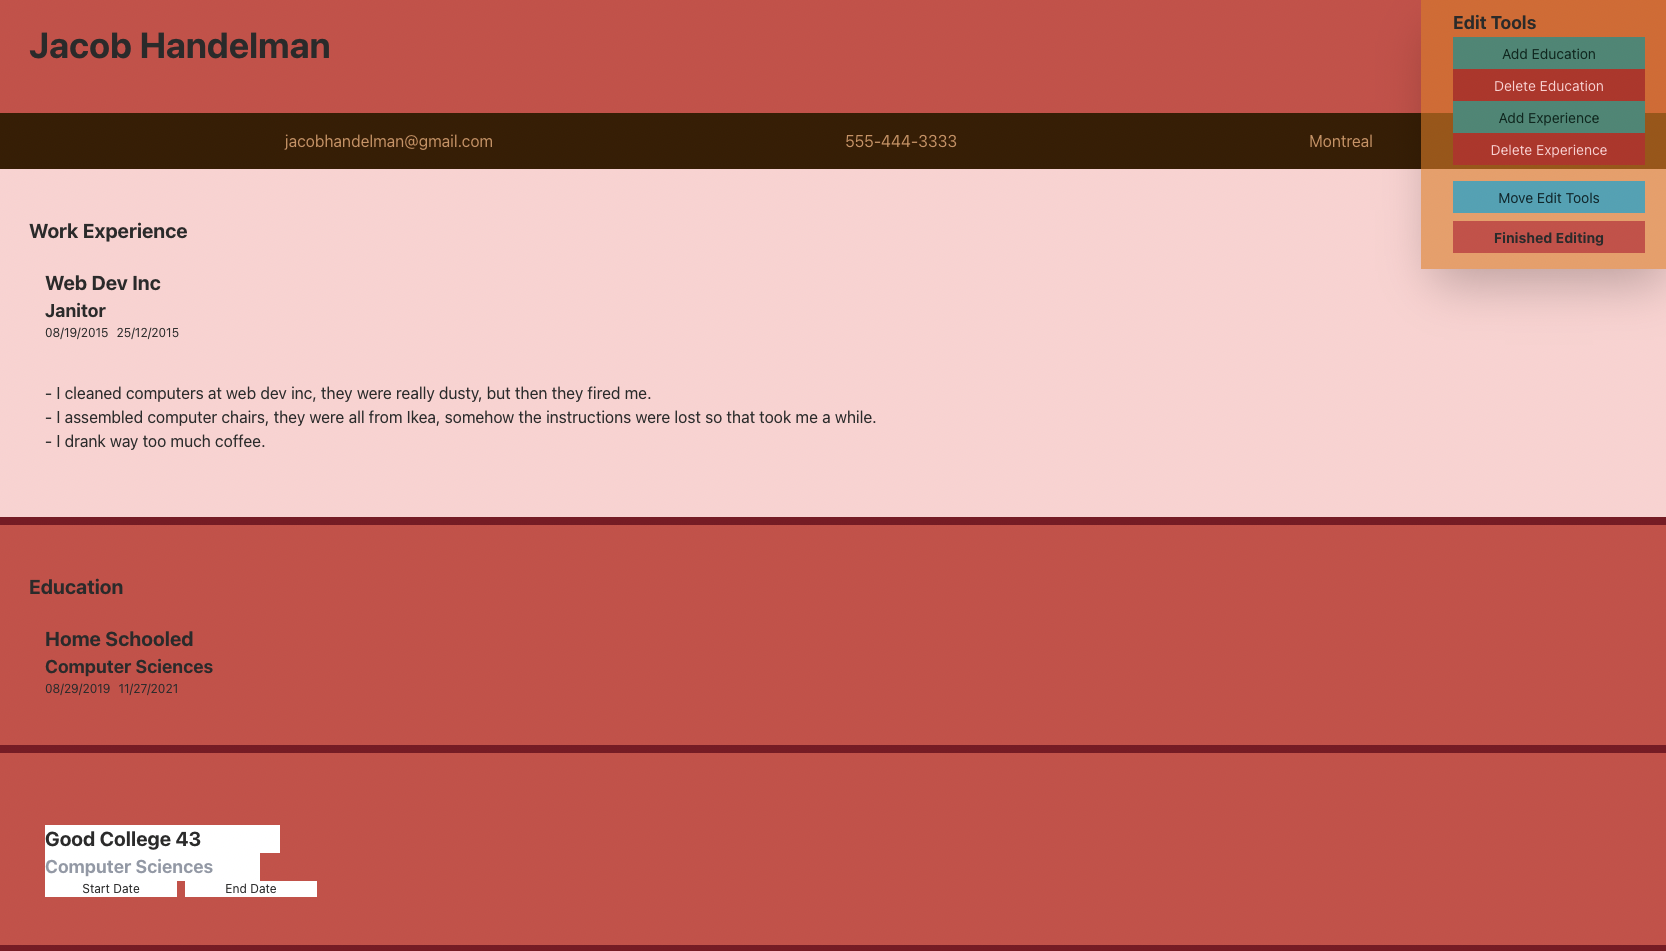 Jacob Handelman
Edit Tools
Add Education
Delete Education
Add Experience
Delete Experience
Move Edit Tools
Finished Editing
jacobhandelman@gmail.com 555-444-3333 Montreal
Work Experience
Web Dev Inc
Janitor
08/19/2015 25/12/2015
- I cleaned computers at web dev inc, they were really dusty, but then they fired me.
- I assembled computer chairs, they were all from Ikea, somehow the instructions were lost so that took me a while.
- I drank way too much coffee.
Education
Home Schooled
Computer Sciences
08/29/2019 11/27/2021
Good College 43
Computer Sciences
Start Date End Date